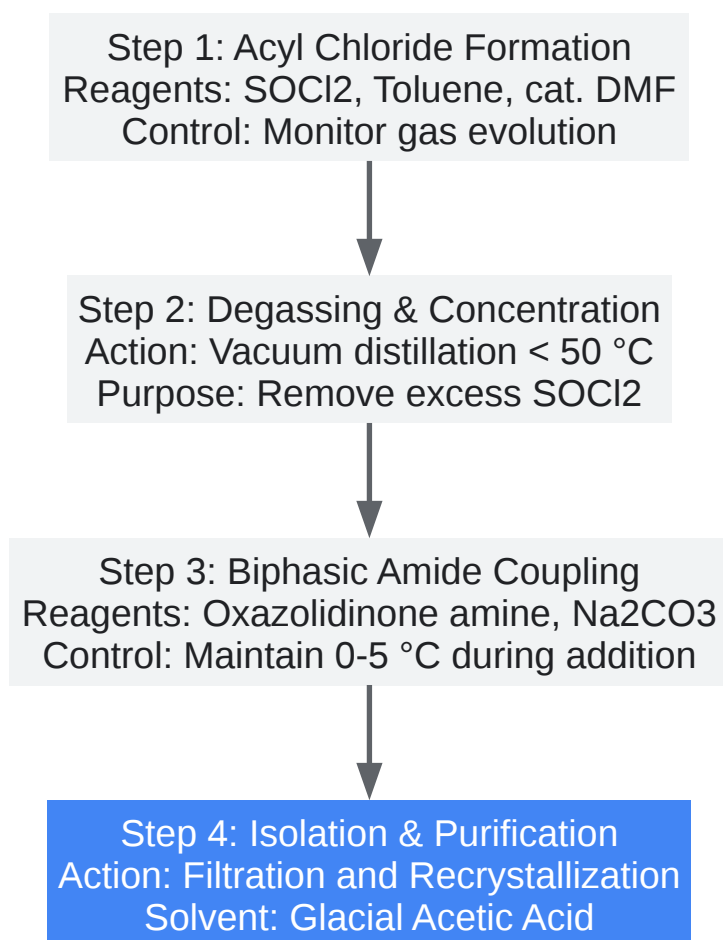 Step 1: Acyl Chloride Formation
Reagents: SOCl2, Toluene, cat. DMF
Control: Monitor gas evolution
Step 2: Degassing & Concentration
Action: Vacuum distillation < 50 °C
Purpose: Remove excess SOCl2
Step 3: Biphasic Amide Coupling
Reagents: Oxazolidinone amine, Na2CO3
Control: Maintain 0-5 °C during addition
Step 4: Isolation & Purification
Action: Filtration and Recrystallization
Solvent: Glacial Acetic Acid